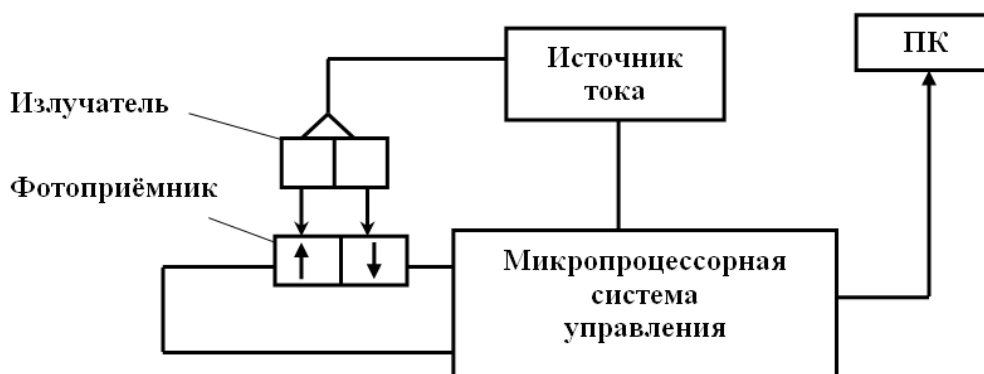 ПК
Источник
тока
Излучатель
Фотоприёмник
Микропроцессорная
система
управления